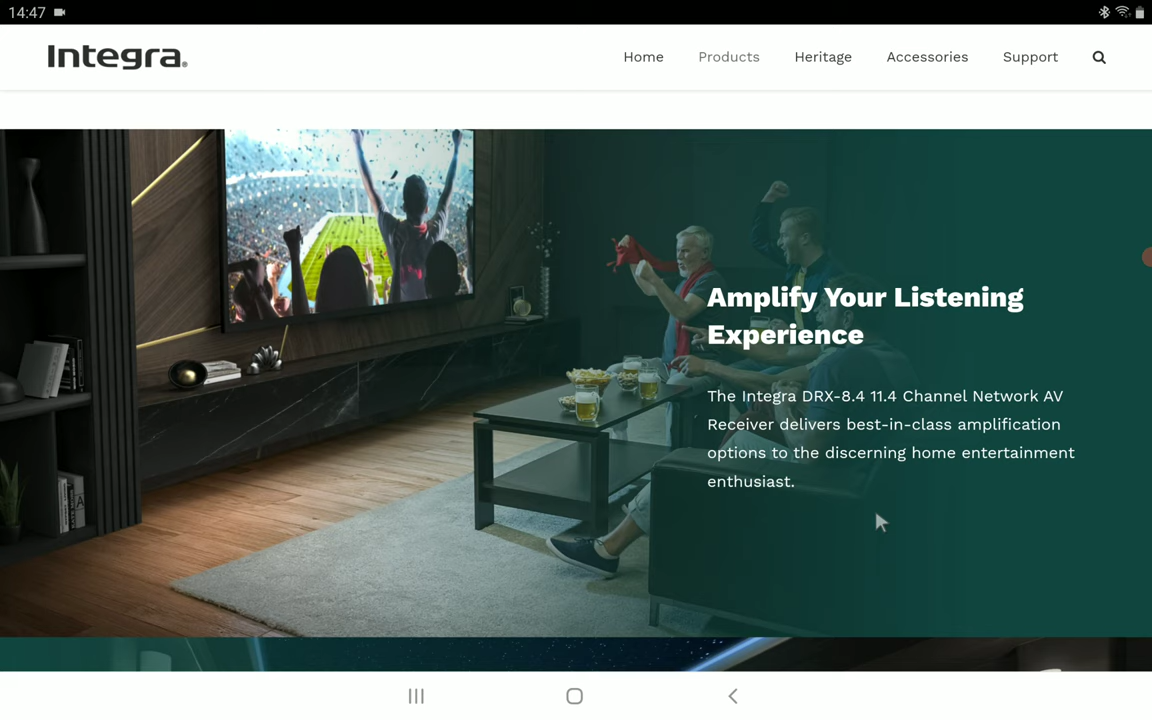 14:47
Integra
Home Products Heritage Accessories Support
Amplify Your Listening
Experience
The Integra DRX-8.4 11.4 Channel Network AV
Receiver delivers best-in-class amplification
options to the discerning home entertainment
enthusiast.